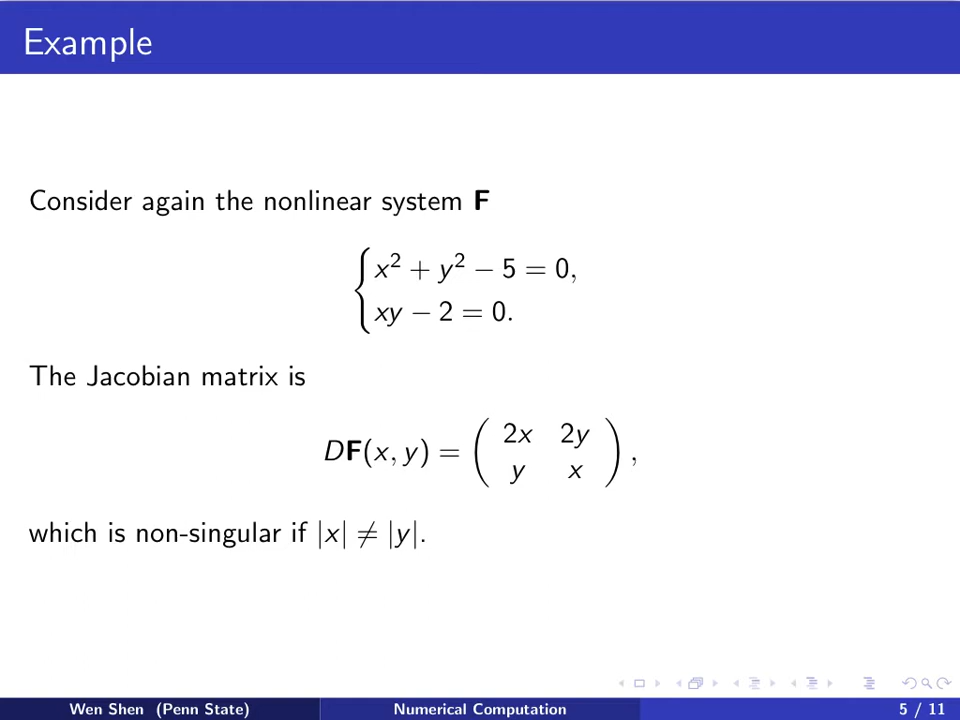 Example
Consider again the nonlinear system F
x² + y² − 5 = 0,
xy − 2 = 0.
The Jacobian matrix is
DF(x, y) = ( 2x 2y
y x ) ,
which is non-singular if |x| ≠ |y|.
Wen Shen (Penn State) Numerical Computation 5 / 11